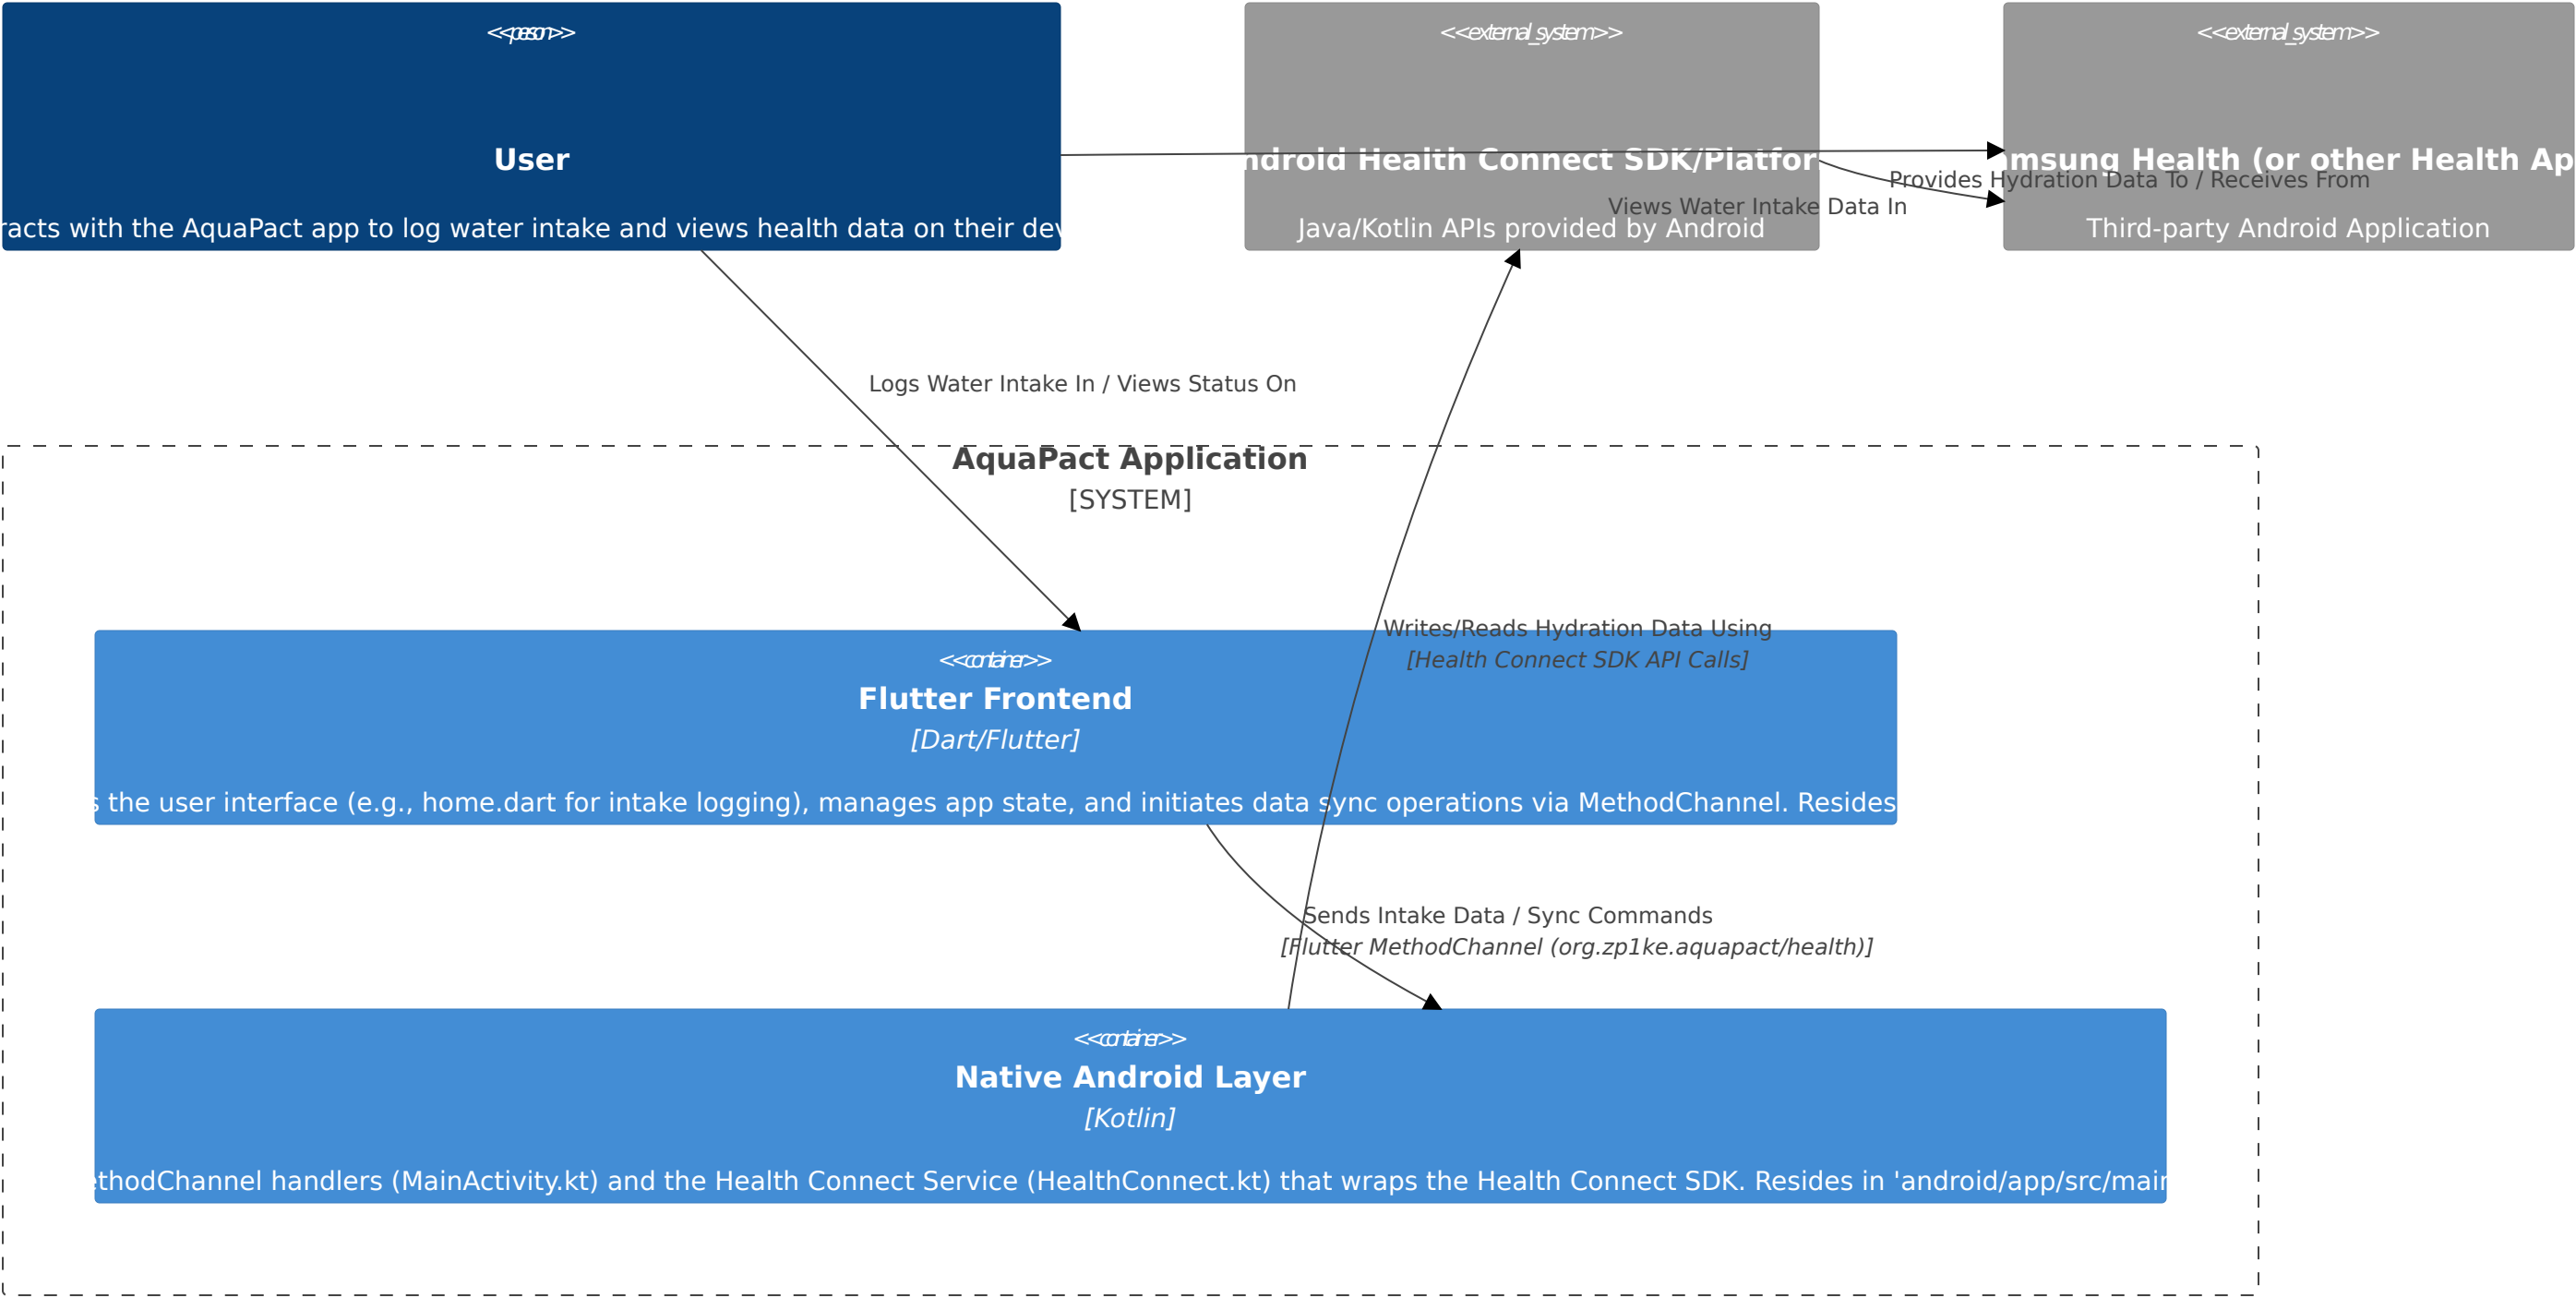 <<person>>
User
racts with the AquaPact app to log water intake and views health data on their dev
<<external_system>>
ndroid Health Connect SDK/Platfor
Java/Kotlin APIs provided by Android
<<external_system>>
msung Health (or other Health Ap
Third-party Android Application
Provides Hydration Data To / Receives From
Views Water Intake Data In
Logs Water Intake In / Views Status On
AquaPact Application
[SYSTEM]
Writes/Reads Hydration Data Using
[Health Connect SDK API Calls]
<<container>>
Flutter Frontend
[Dart/Flutter]
s the user interface (e.g., home.dart for intake logging), manages app state, and initiates data sync operations via MethodChannel. Resides
Sends Intake Data / Sync Commands
[Flutter MethodChannel (org.zp1ke.aquapact/health)]
<<container>>
Native Android Layer
[Kotlin]
ethodChannel handlers (MainActivity.kt) and the Health Connect Service (HealthConnect.kt) that wraps the Health Connect SDK. Resides in 'android/app/src/main